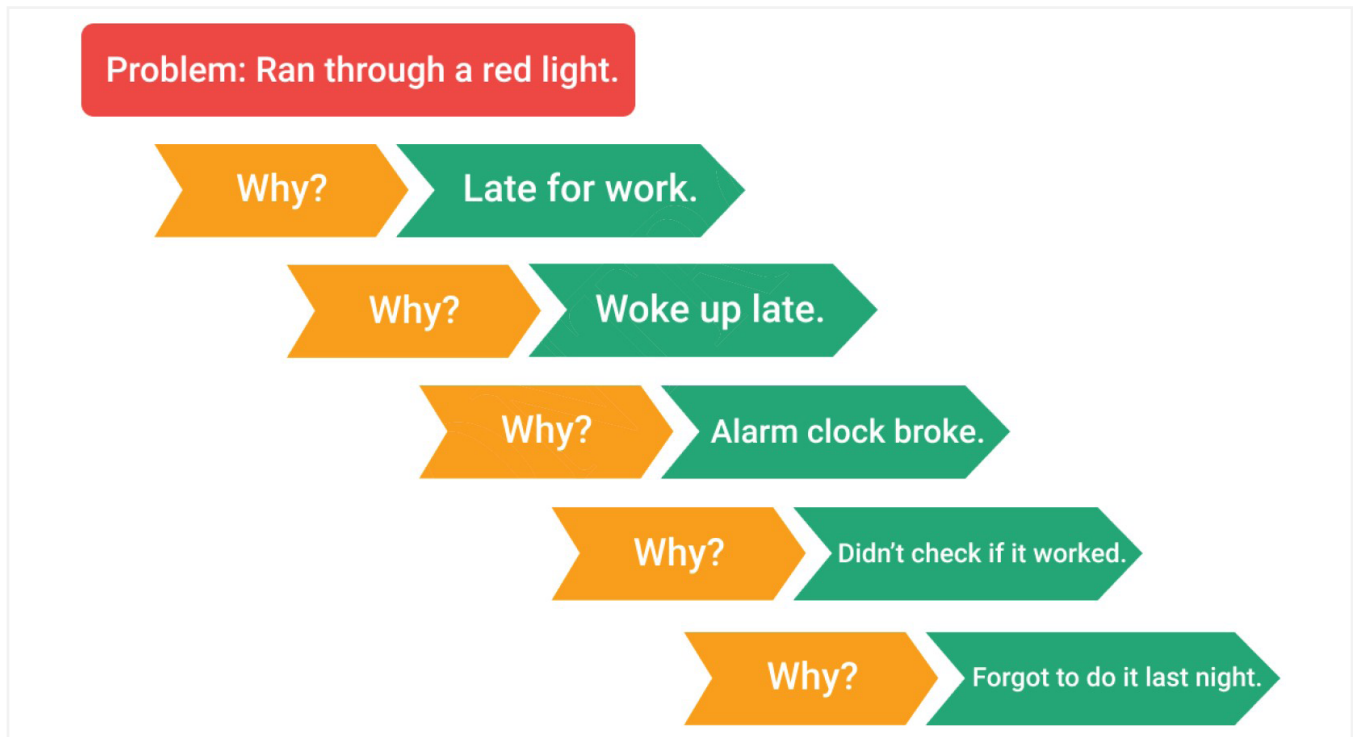 Problem: Ran through a red light.
Why? Late for work.
Why? Woke up late.
Why? Alarm clock broke.
Why? Didn’t check if it worked.
Why? Forgot to do it last night.